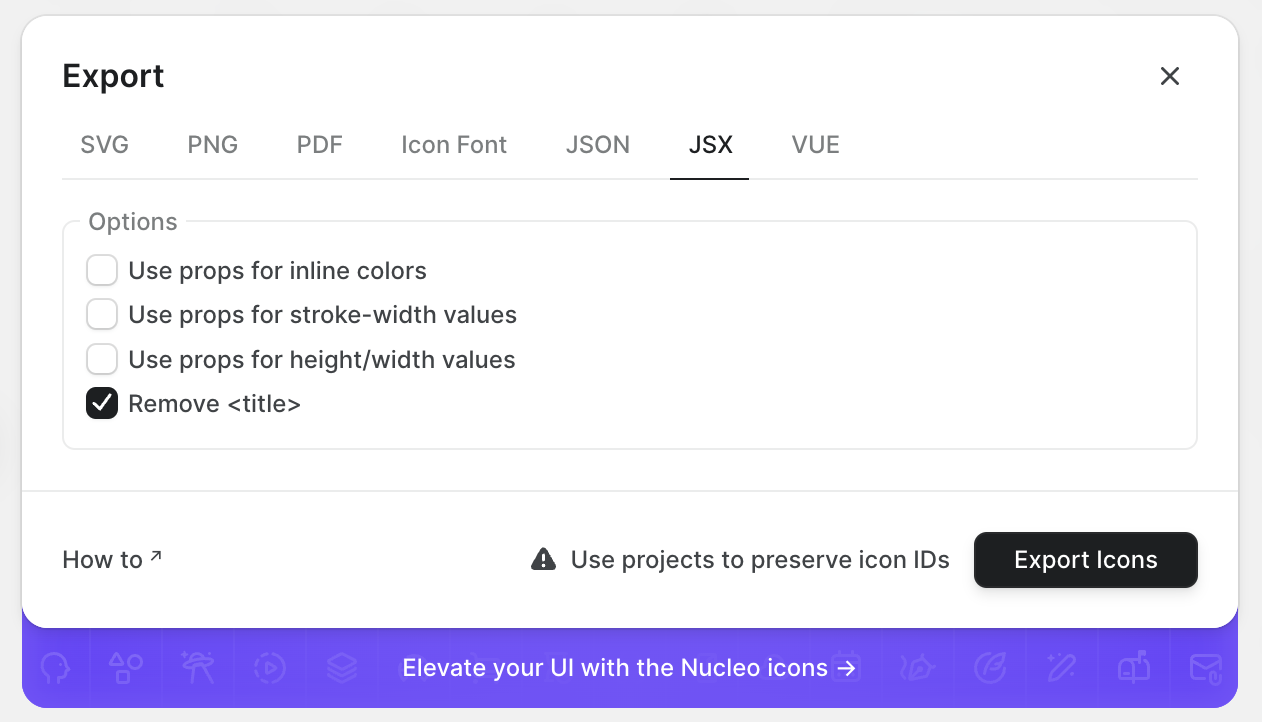 Export
SVG PNG PDF Icon Font JSON JSX VUE
Options
Use props for inline colors
Use props for stroke-width values
Use props for height/width values
Remove <title>
How to ↗ Use projects to preserve icon IDs Export Icons
Elevate your UI with the Nucleo icons →